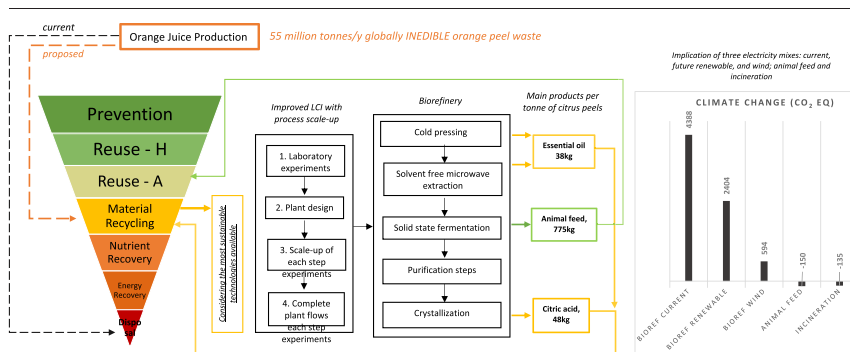 current
Orange Juice Production
55 million tonnes/y globally INEDIBLE orange peel waste
proposed
Implication of three electricity mixes: current,
future renewable, and wind; animal feed and
incineration
Prevention
Reuse - H
Reuse - A
Material
Recycling
Nutrient
Recovery
Energy
Recovery
Dispo
sal
Considering the most sustainable
technologies available
Improved LCI with
process scale-up
1. Laboratory
experiments
2. Plant design
3. Scale-up of
each step
experiments
4. Complete
plant flows
each step
experiments
Biorefinery
Cold pressing
Solvent free microwave
extraction
Solid state fermentation
Purification steps
Crystallization
Main products per
tonne of citrus peels
Essential oil
38kg
Animal feed,
775kg
Citric acid,
48kg
CLIMATE CHANGE (CO₂ EQ)
4388
2404
594
-150
-135
BIOREF CURRENT
BIOREF RENEWABLE
BIOREF WIND
ANIMAL FEED
INCINERATION